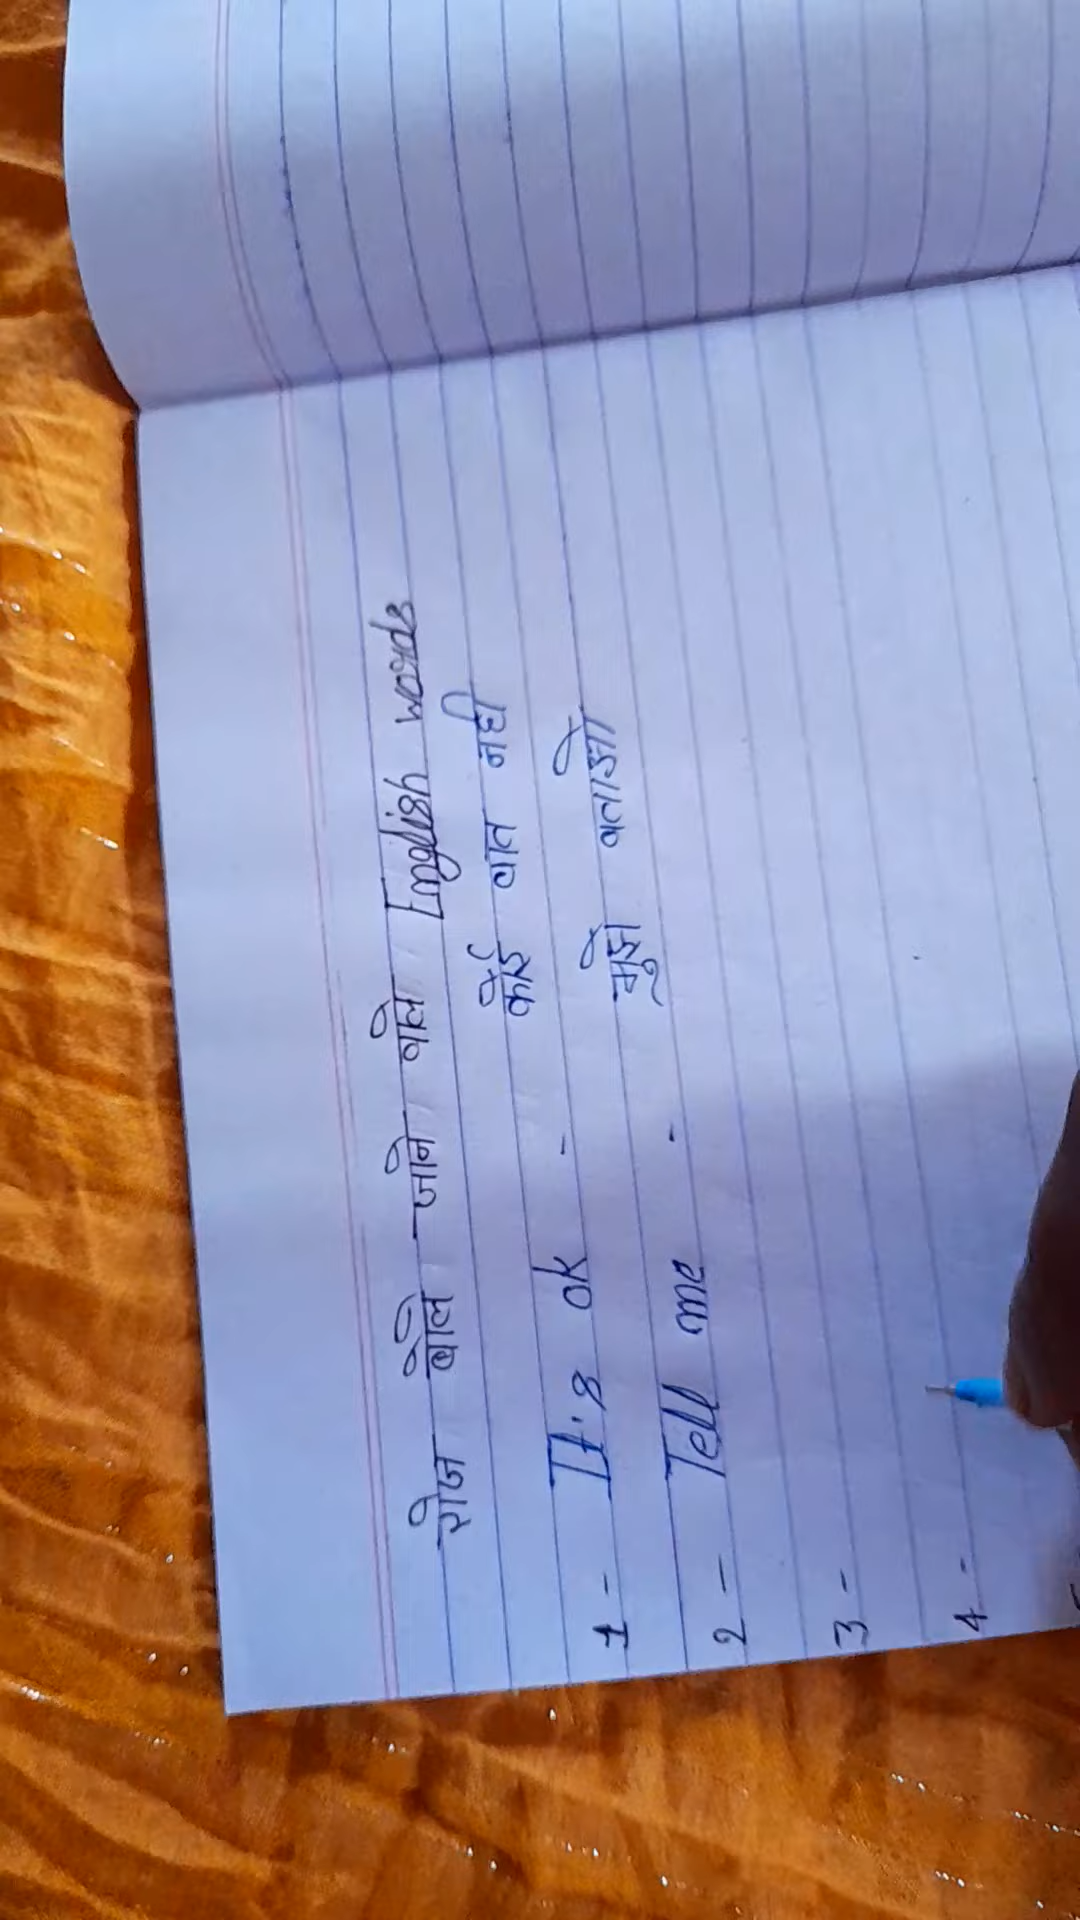 रोज बोले जाने वाले English words
1 - It's ok - कोई बात नही
2 - Tell me - मुझे बताओ
3 -
4 -